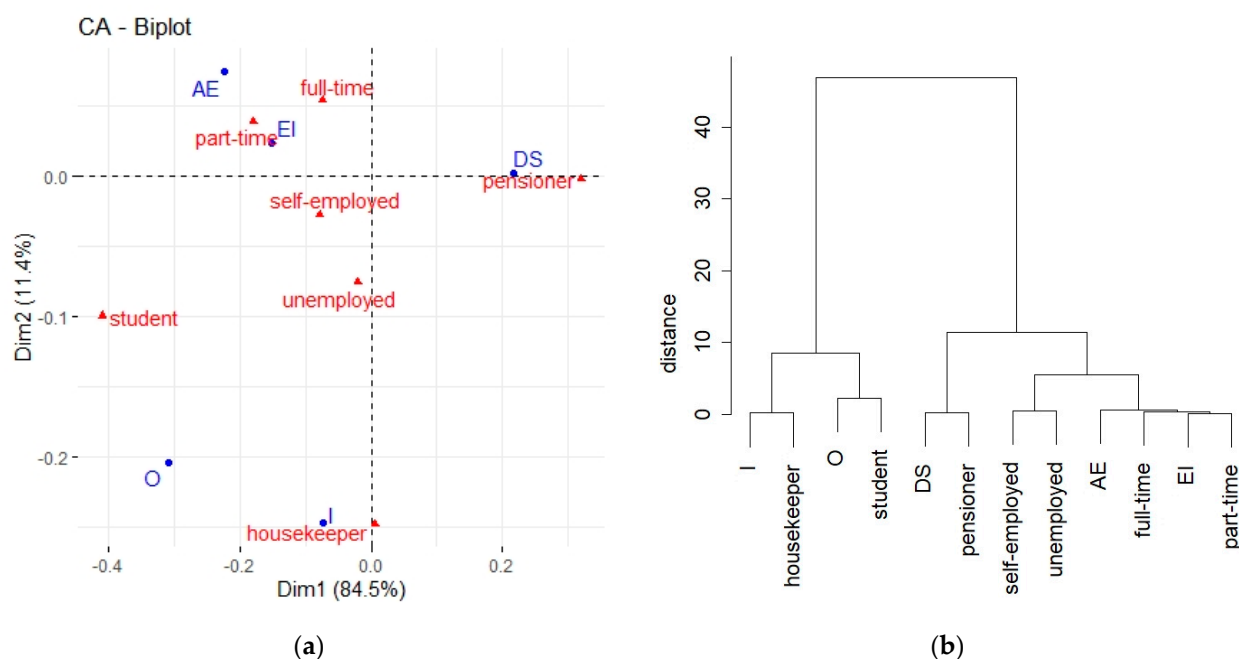 CA - Biplot
AE
full-time
part-time
EI
DS
pensioner
self-employed
unemployed
student
O
I
housekeeper
0.0
-0.1
-0.2
Dim2 (11.4%)
-0.4
-0.2
0.0
0.2
Dim1 (84.5%)
(a)
distance
40
30
20
10
0
I
housekeeper
O
student
DS
pensioner
self-employed
unemployed
AE
full-time
EI
part-time
(b)